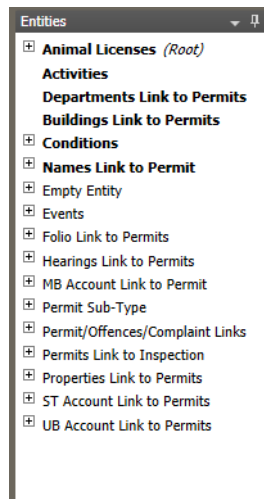 Entities
Animal Licenses (Root)
Activities
Departments Link to Permits
Buildings Link to Permits
Conditions
Names Link to Permit
Empty Entity
Events
Folio Link to Permits
Hearings Link to Permits
MB Account Link to Permit
Permit Sub-Type
Permit/Offences/Complaint Links
Permits Link to Inspection
Properties Link to Permits
ST Account Link to Permits
UB Account Link to Permits